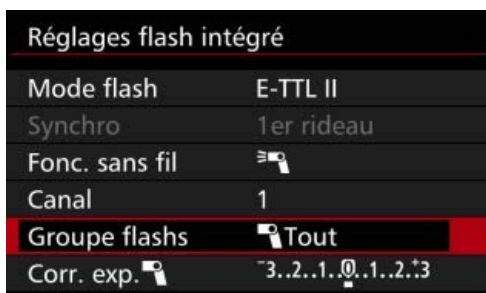 Réglages flash intégré
Mode flash E-TTL II
Synchro 1er rideau
Fonc. sans fil
Canal 1
Groupe flashs Tout
Corr. exp. -3..2..1..0..1..2..+3